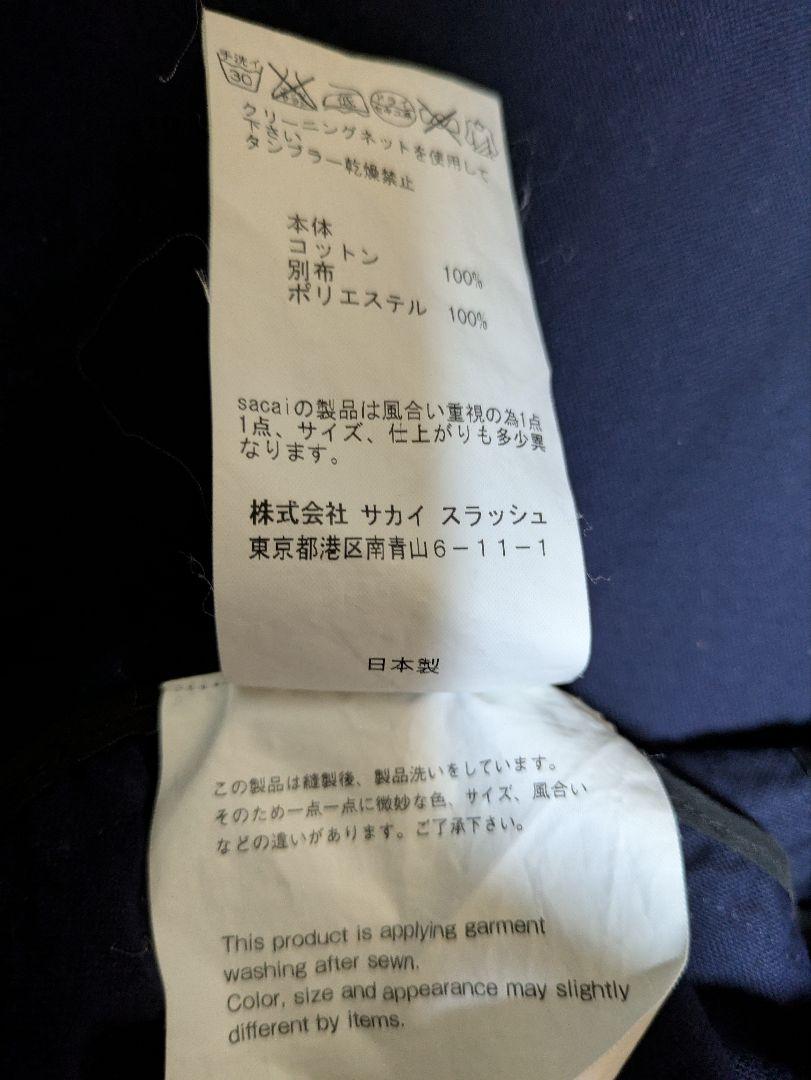 手洗イ
30
低
ドライ
クリーニングネットを使用して
下さい
タンブラー乾燥禁止
本体
コットン 100%
別布
ポリエステル 100%
sacaiの製品は風合い重視の為1点
1点、サイズ、仕上がりも多少異
なります。
株式会社 サカイ スラッシュ
東京都港区南青山6-11-1
日本製
この製品は縫製後、製品洗いをしています。
そのため一点一点に微妙な色、サイズ、風合い
などの違いがあります。ご了承下さい。
This product is applying garment
washing after sewn.
Color, size and appearance may slightly
different by items.